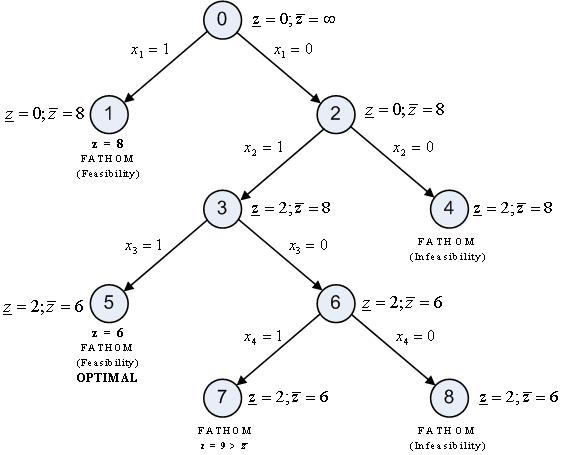 0 z̲ = 0; z̅ = ∞
x₁ = 1 x₁ = 0
z̲ = 0; z̅ = 8 1 2 z̲ = 0; z̅ = 8
z = 8
FATHOM
(Feasibility)
x₂ = 1 x₂ = 0
3 z̲ = 2; z̅ = 8 4 z̲ = 2; z̅ = 8
FATHOM
(Infeasibility)
x₃ = 1 x₃ = 0
z̲ = 2; z̅ = 6 5 6 z̲ = 2; z̅ = 6
z = 6
FATHOM
(Feasibility)
OPTIMAL
x₄ = 1 x₄ = 0
7 z̲ = 2; z̅ = 6 8 z̲ = 2; z̅ = 6
FATHOM FATHOM
z = 9 > z̅ (Infeasibility)